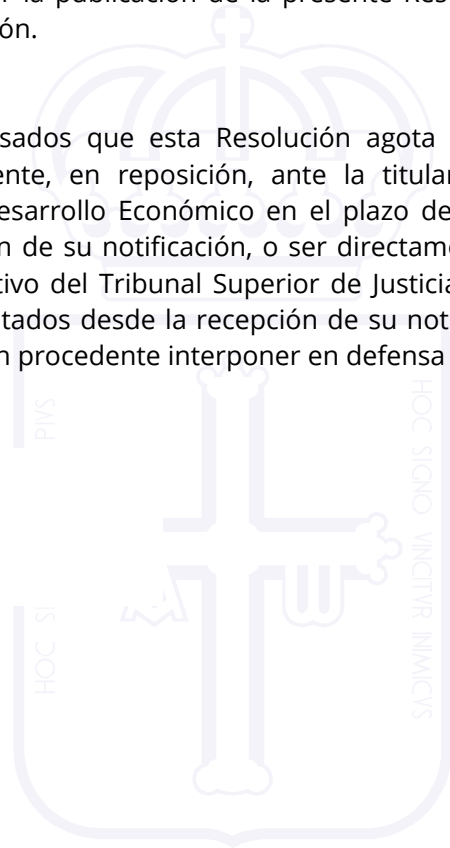 la publicación de la presente
ón.
sados que esta Resolución agota
ente, en reposición, ante la titular
esarrollo Económico en el plazo de
n de su notificación, o ser directam
tivo del Tribunal Superior de Justicia
tados desde la recepción de su not
n procedente interponer en defensa
PIVS
HOC SIGNO VINCITVR INIMICVS
HOC SI